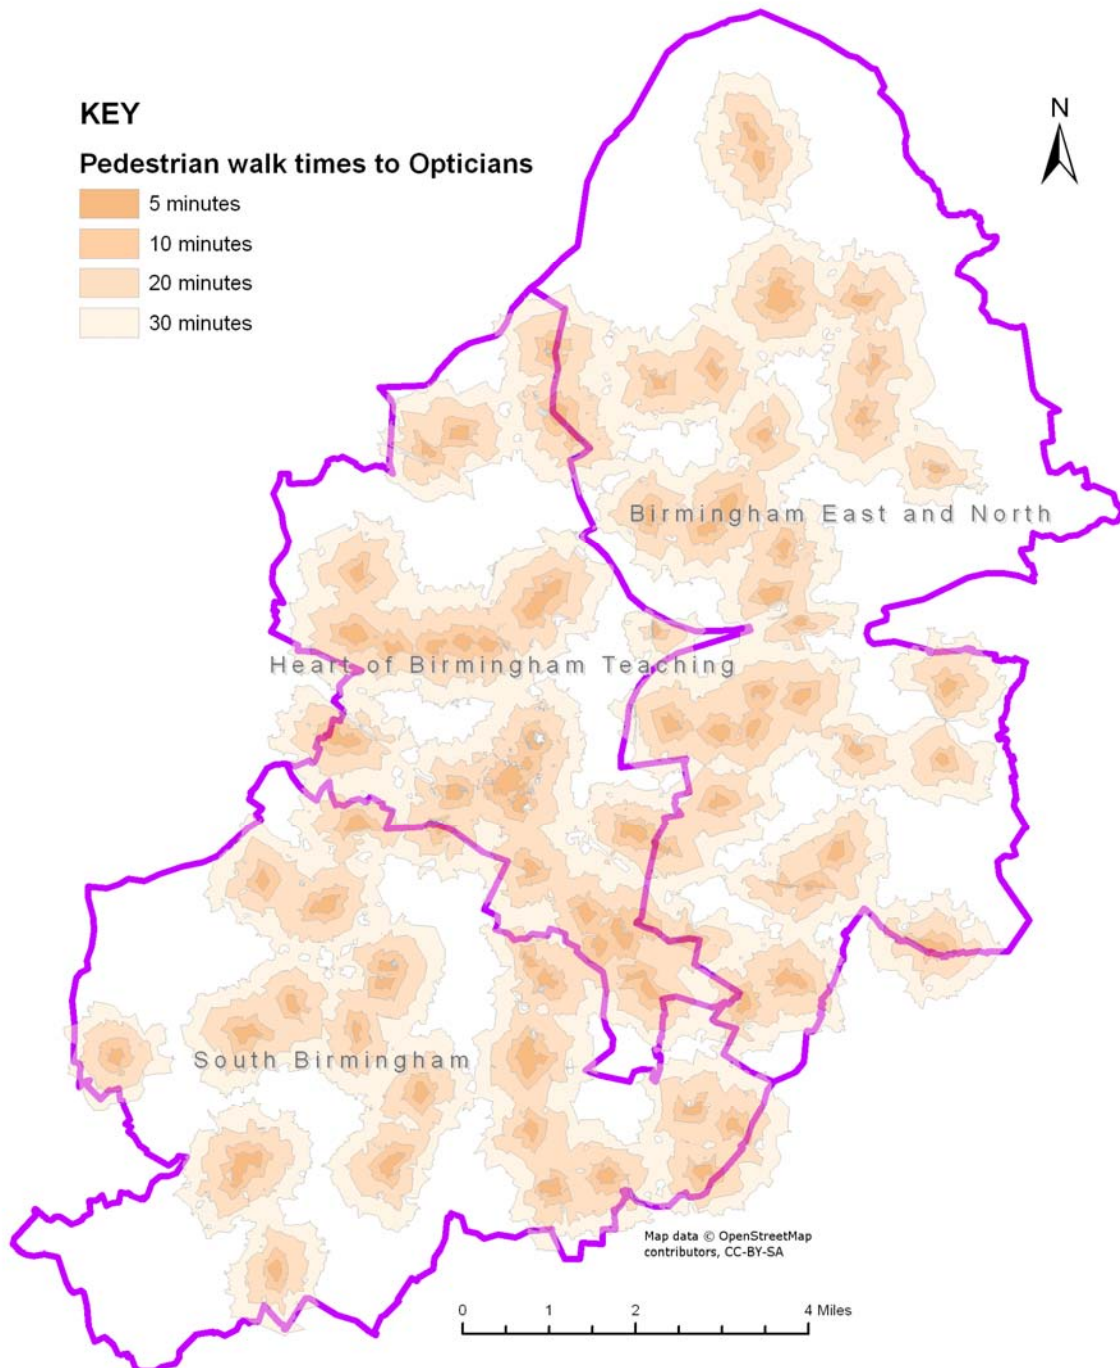 KEY
N
Pedestrian walk times to Opticians
5 minutes
10 minutes
20 minutes
30 minutes
Birmingham East and North
Heart of Birmingham Teaching
South Birmingham
Map data © OpenStreetMap
contributors, CC-BY-SA
0 1 2 4 Miles